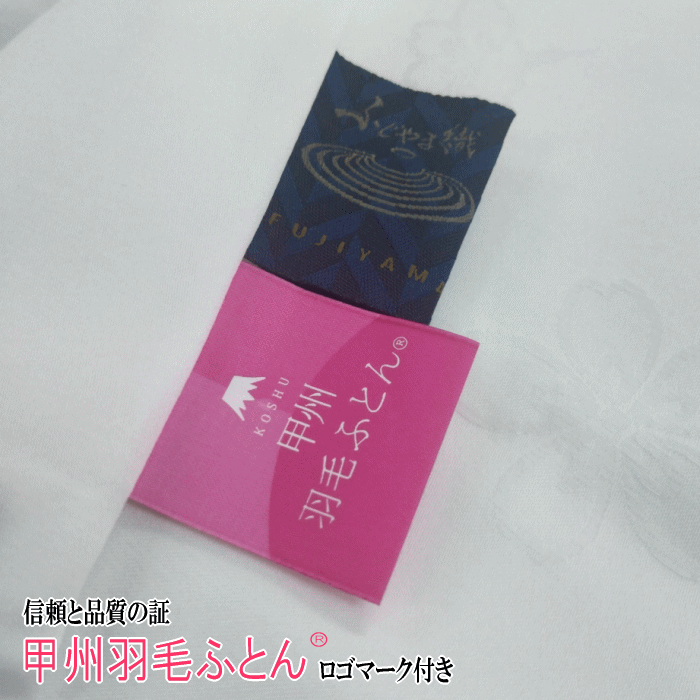 ふじやま織
FUJIYAMA
KOSHU
甲州
羽毛ふとん®
信頼と品質の証
甲州羽毛ふとん® ロゴマーク付き